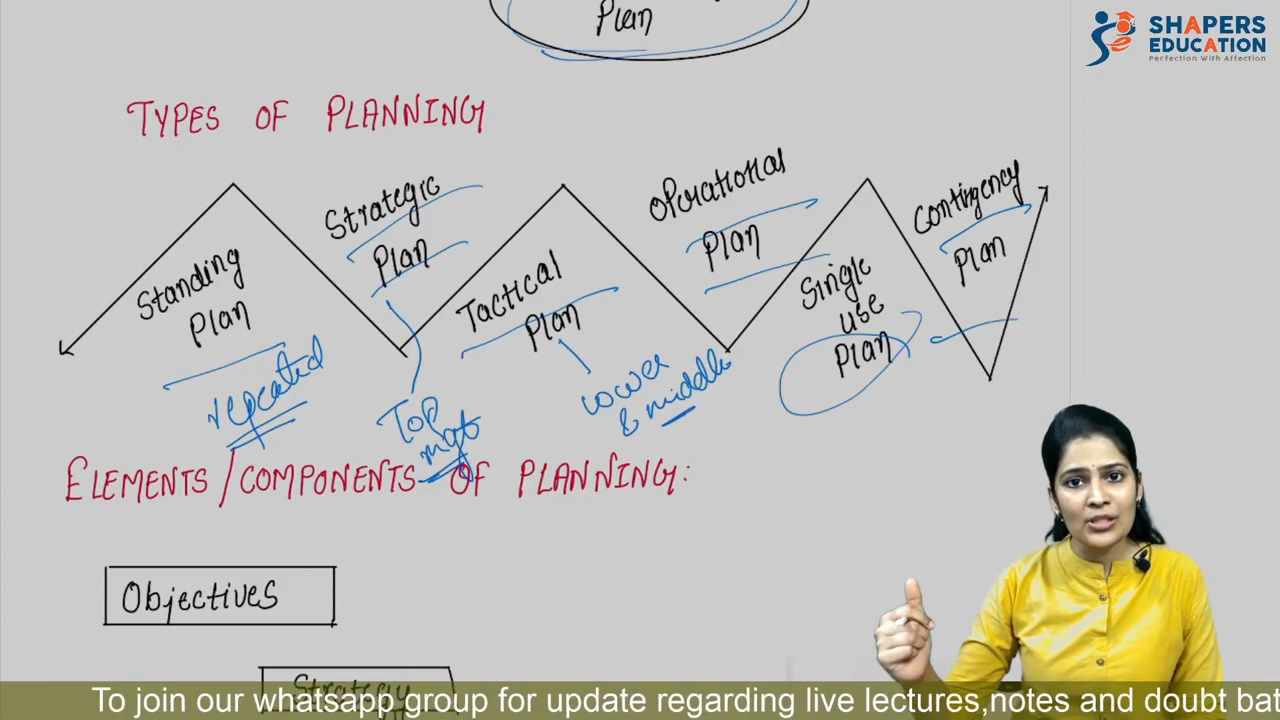 Plan
SHAPERS
EDUCATION
Perfection With Affection
TYPES OF PLANNING
Standing
Plan
repeated
Strategic
Plan
Top
mgt
Tactical
Plan
lower
& middle
Operational
Plan
Single
use
Plan
Contingency
Plan
ELEMENTS/COMPONENTS OF PLANNING:
Objectives
Strategy
To join our whatsapp group for update regarding live lectures,notes and doubt bat